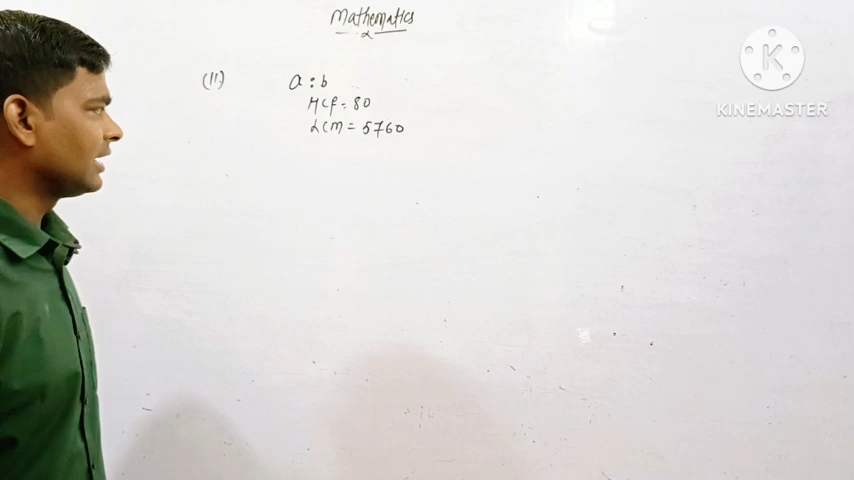 Mathematics
(11)
a : b
HCF = 80
LCM = 5760
K
KINEMASTER